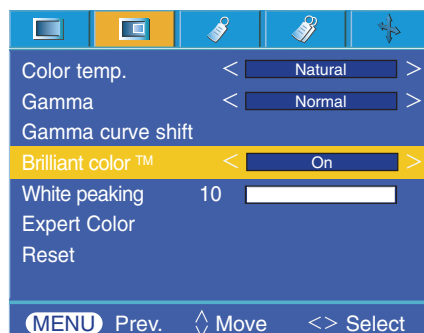 Color temp. < Natural >
Gamma < Normal >
Gamma curve shift
Brilliant color ™ < On >
White peaking 10
Expert Color
Reset
MENU Prev. Move <> Select